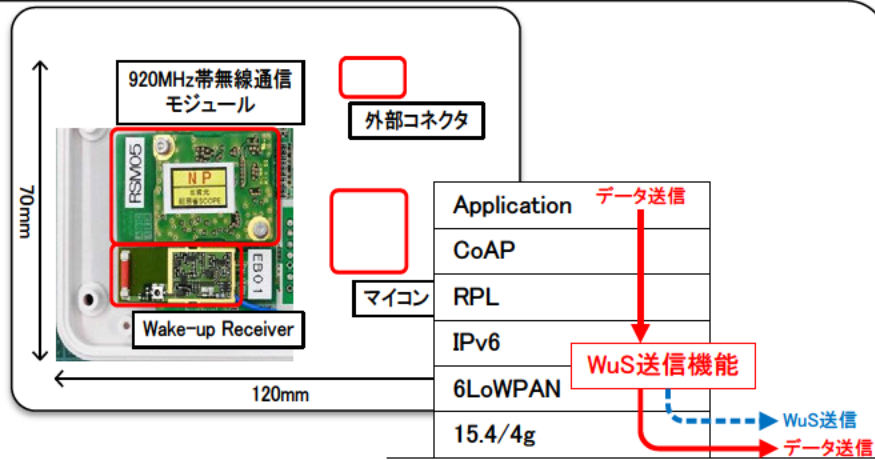 920MHz帯無線通信
モジュール
外部コネクタ
RSM05
NP
70mm
EB01
マイコン
Wake-up Receiver
120mm
Application
データ送信
CoAP
RPL
IPv6
WuS送信機能
6LoWPAN
WuS送信
15.4/4g
データ送信